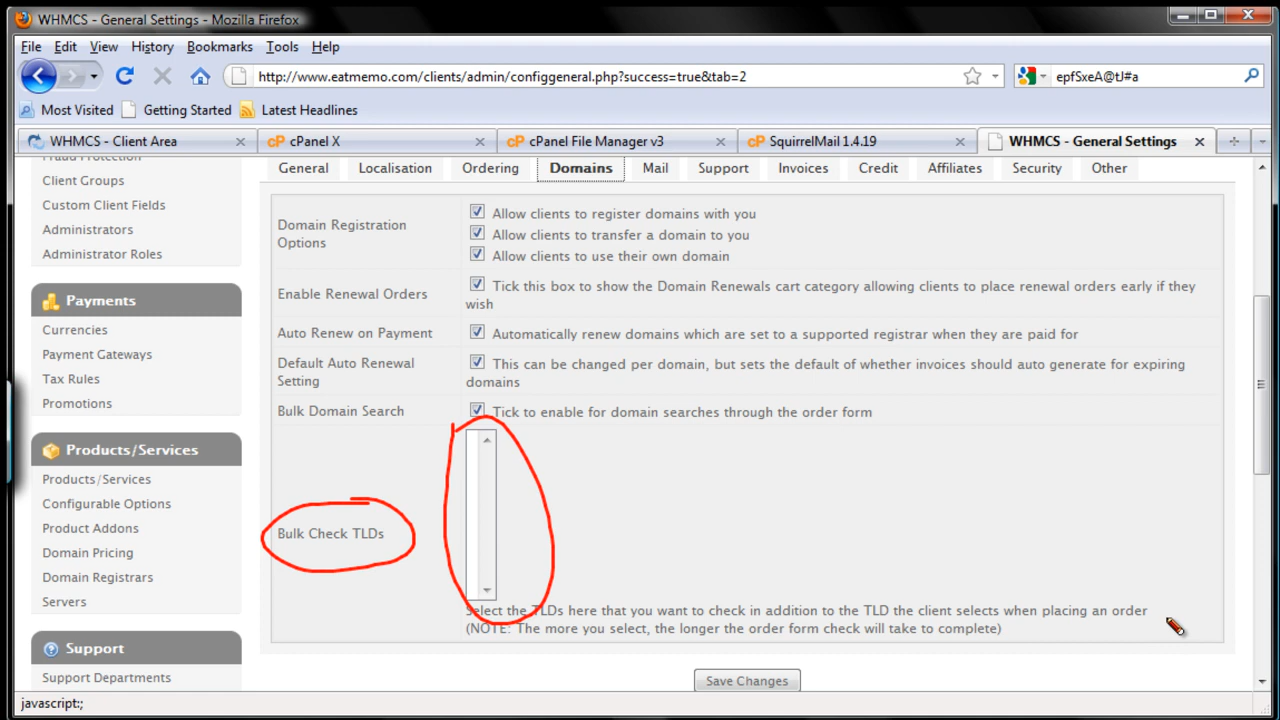 WHMCS - General Settings - Mozilla Firefox
File Edit View History Bookmarks Tools Help
http://www.eatmemo.com/clients/admin/configgeneral.php?success=true&tab=2
epfSxeA@tJ#a
Most Visited Getting Started Latest Headlines
WHMCS - Client Area
cP cPanel X
cP cPanel File Manager v3
cP SquirrelMail 1.4.19
WHMCS - General Settings
Fraud Protection
Client Groups
Custom Client Fields
Administrators
Administrator Roles
Payments
Currencies
Payment Gateways
Tax Rules
Promotions
Products/Services
Products/Services
Configurable Options
Product Addons
Domain Pricing
Domain Registrars
Servers
Support
Support Departments
General Localisation Ordering Domains Mail Support Invoices Credit Affiliates Security Other
Domain Registration
Options
Allow clients to register domains with you
Allow clients to transfer a domain to you
Allow clients to use their own domain
Enable Renewal Orders
Tick this box to show the Domain Renewals cart category allowing clients to place renewal orders early if they
wish
Auto Renew on Payment
Automatically renew domains which are set to a supported registrar when they are paid for
Default Auto Renewal
Setting
This can be changed per domain, but sets the default of whether invoices should auto generate for expiring
domains
Bulk Domain Search
Tick to enable for domain searches through the order form
Bulk Check TLDs
Select the TLDs here that you want to check in addition to the TLD the client selects when placing an order
(NOTE: The more you select, the longer the order form check will take to complete)
Save Changes
javascript:;